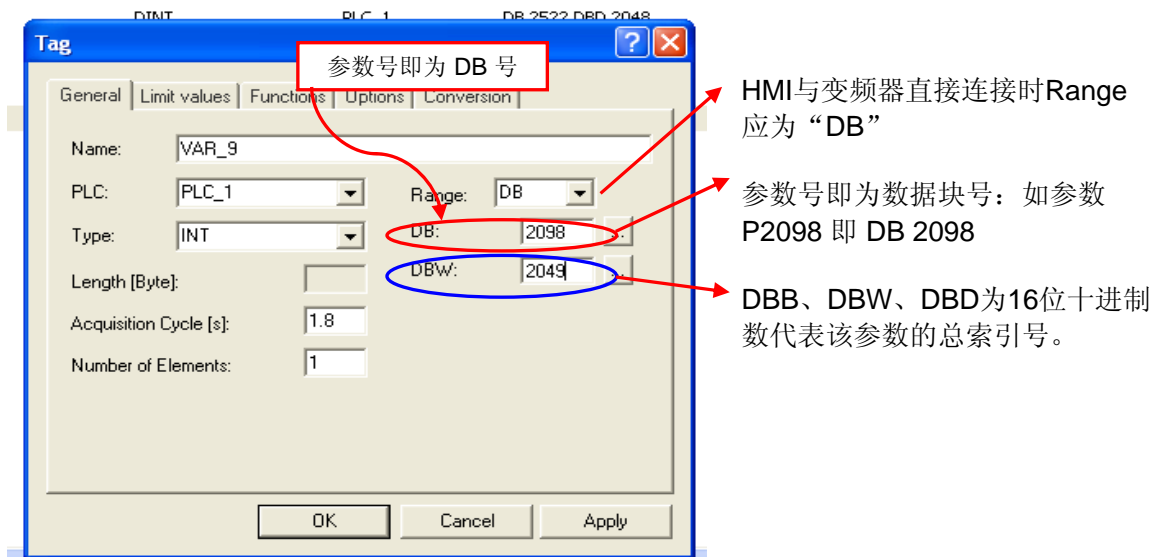 DINT PLC_1 DB 2522 DBD 2048
Tag
参数号即为 DB 号
General Limit values Functions Options Conversion
Name: VAR_9
PLC: PLC_1 Range: DB
Type: INT DB: 2098 ...
Length [Byte]: DBW: 2049 ...
Acquisition Cycle [s]: 1.8
Number of Elements: 1
OK Cancel Apply
HMI与变频器直接连接时Range
应为“DB”
参数号即为数据块号：如参数
P2098 即 DB 2098
DBB、DBW、DBD为16位十进制
数代表该参数的总索引号。